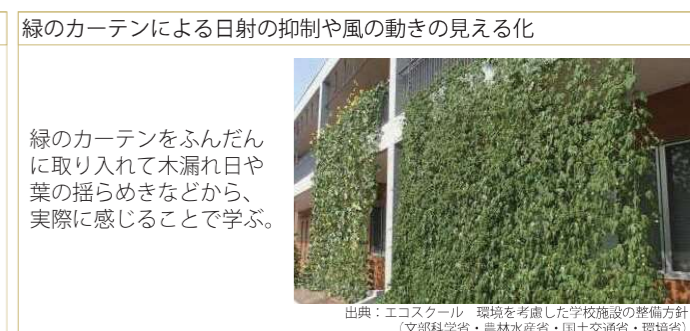 緑のカーテンによる日射の抑制や風の動きの見える化
緑のカーテンをふんだん
に取り入れて木漏れ日や
葉の揺らめきなどから、
実際に感じることで学ぶ。
出典：エコスクール　環境を考慮した学校施設の整備方針
（文部科学省・農林水産省・国土交通省・環境省）